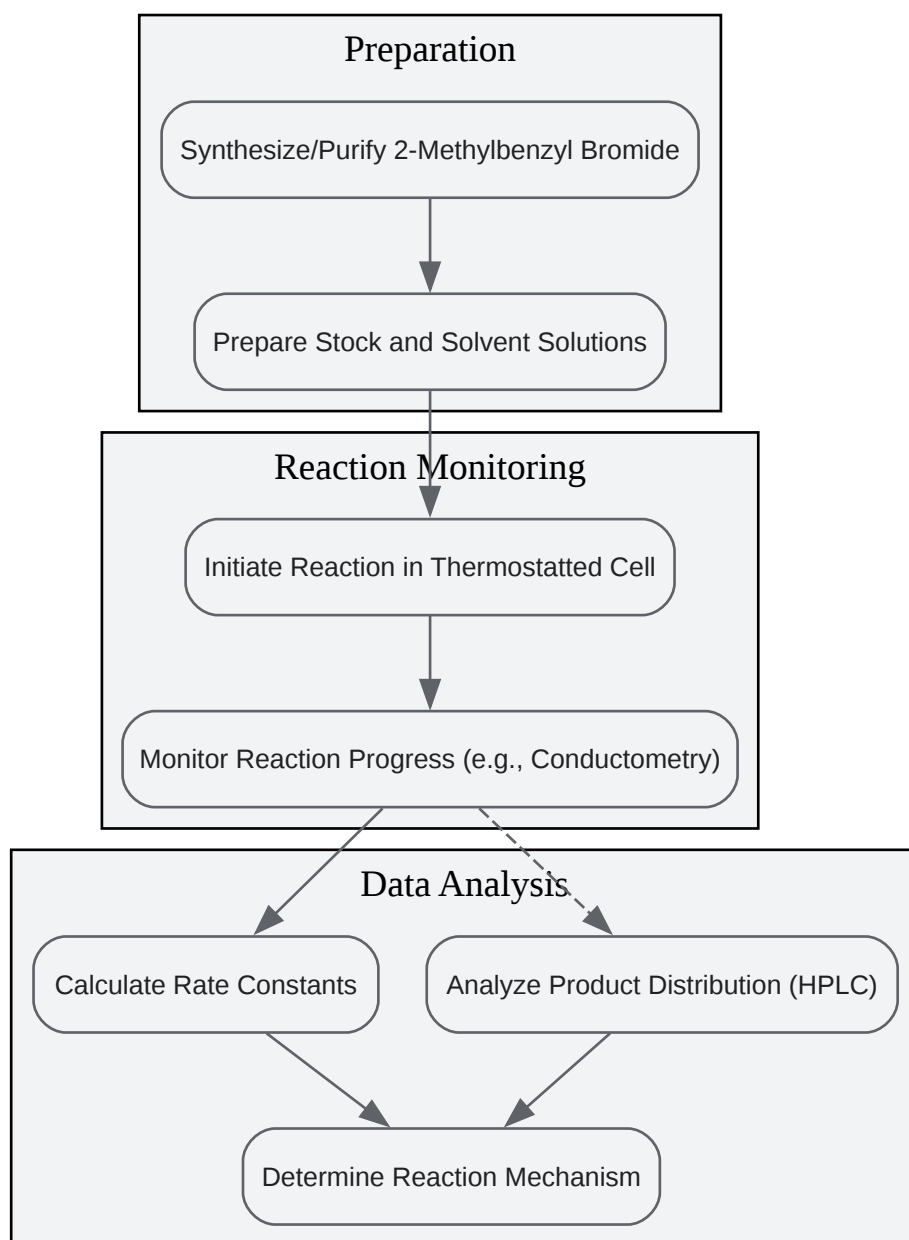 Preparation
Synthesize/Purify 2-Methylbenzyl Bromide
Prepare Stock and Solvent Solutions
Reaction Monitoring
Initiate Reaction in Thermostatted Cell
Monitor Reaction Progress (e.g., Conductometry)
Data Analysis
Calculate Rate Constants
Analyze Product Distribution (HPLC)
Determine Reaction Mechanism